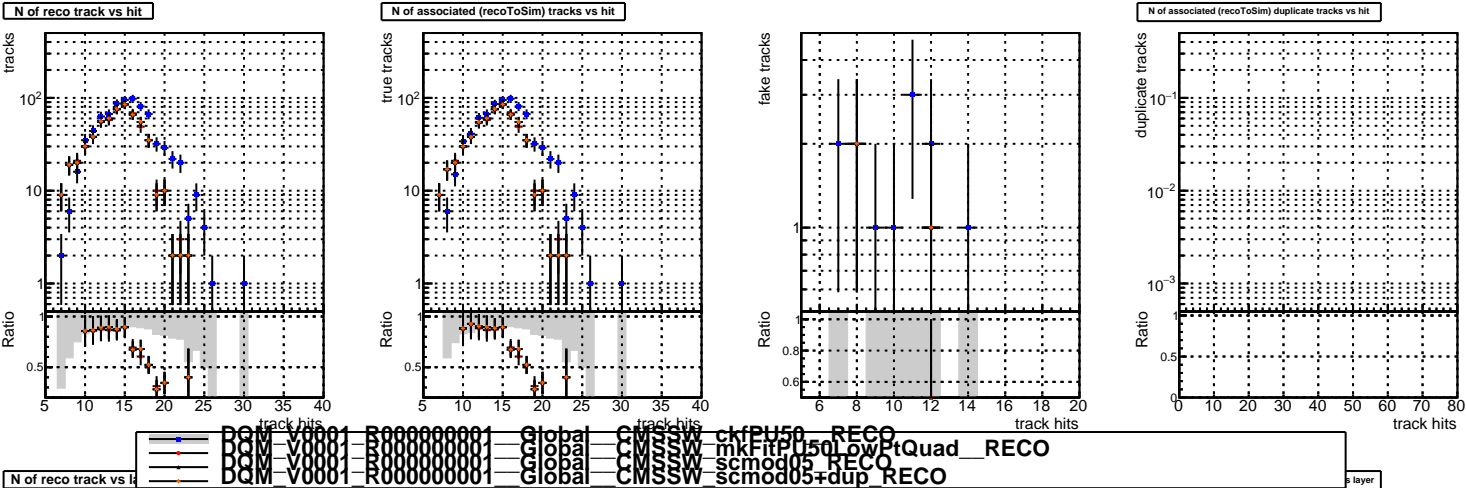 N of reco track vs hit
N of associated (recoToSim) tracks vs hit
N of associated (recoToSim) duplicate tracks vs hit
tracks
10²
10
1
Ratio
1
0.5
5 10 15 20 25 30 35 40
track hits
true tracks
10²
10
1
Ratio
1
0.5
5 10 15 20 25 30 35 40
track hits
fake tracks
1
Ratio
1
0.8
0.6
6 8 10 12 14 16 18 20
track hits
duplicate tracks
10⁻¹
10⁻²
10⁻³
Ratio
1
0.5
0
0 10 20 30 40 50 60 70 80
track hits
DQM_V0001_R000000001__Global__CMSSW_ckfPU50__RECO
DQM_V0001_R000000001__Global__CMSSW_mkFitPU50LowPtQuad__RECO
DQM_V0001_R000000001__Global__CMSSW_scmod05_RECO
DQM_V0001_R000000001__Global__CMSSW_scmod05+dup_RECO
N of reco track vs la
s layer